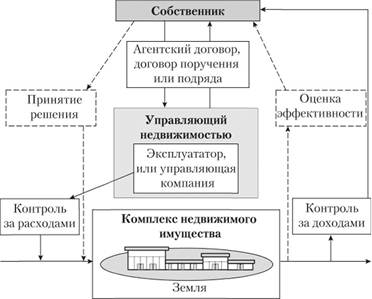 Собственник
Агентский договор,
договор поручения
или подряда
Принятие
решения
Оценка
эффективности
Управляющий
недвижимостью
Эксплуататор,
или управляющая
компания
Контроль
за расходами
Контроль
за доходами
Комплекс недвижимого
имущества
Земля